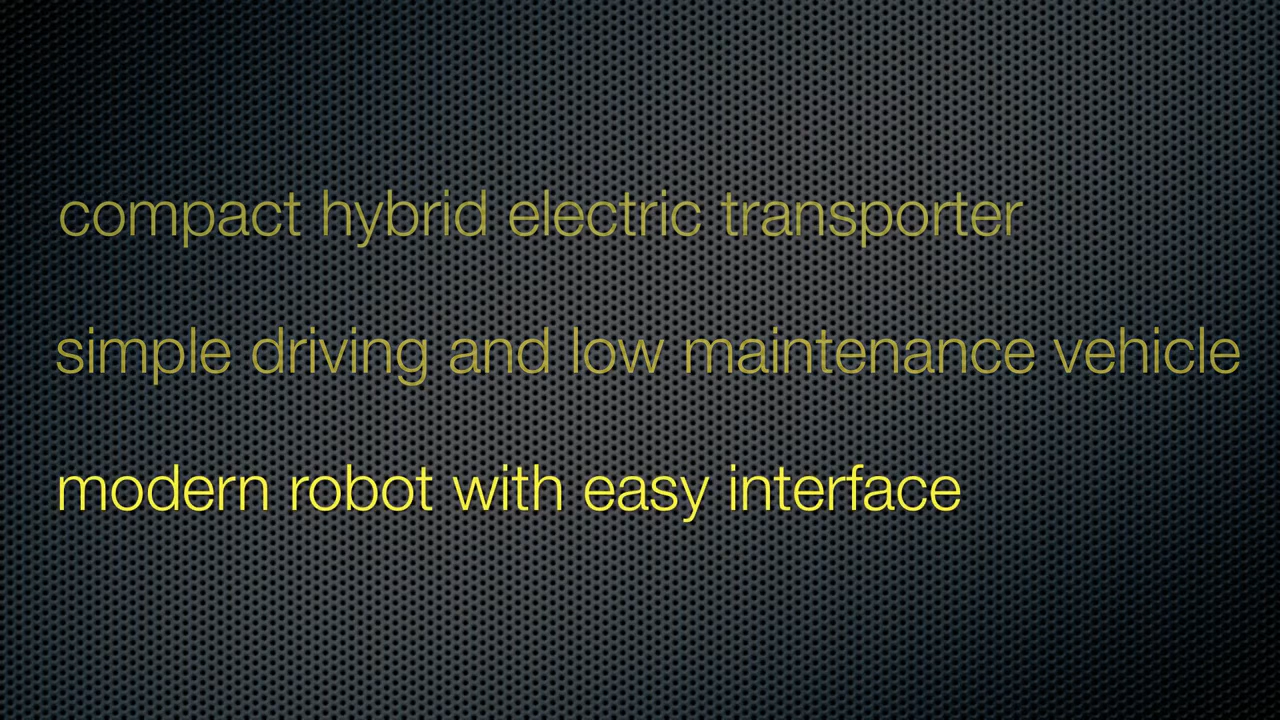 compact hybrid electric transporter
simple driving and low maintenance vehicle
modern robot with easy interface